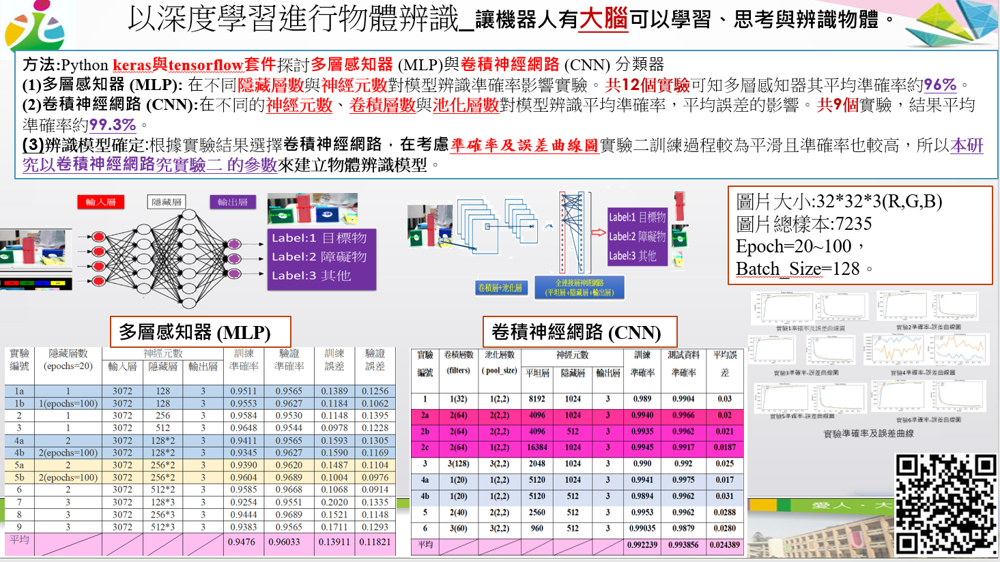 以深度學習進行物體辨識_讓機器人有大腦可以學習、思考與辨識物體。
方法:Python keras與tensorflow套件探討多層感知器 (MLP)與卷積神經網路 (CNN) 分類器
(1)多層感知器 (MLP): 在不同隱藏層數與神經元數對模型辨識準確率影響實驗。共12個實驗可知多層感知器其平均準確率約96%。
(2)卷積神經網路 (CNN):在不同的神經元數、卷積層數與池化層數對模型辨識平均準確率，平均誤差的影響。共9個實驗，結果平均
準確率約99.3%。
(3)辨識模型確定:根據實驗結果選擇卷積神經網路，在考慮準確率及誤差曲線圖實驗二訓練過程較為平滑且準確率也較高，所以本研
究以卷積神經網路究實驗二 的參數來建立物體辨識模型。
輸入層 隱藏層 輸出層
Label:1 目標物
Label:2 障礙物
Label:3 其他
Label:1 目標物
Label:2 障礙物
Label:3 其他
卷積層+池化層
全連接層神經網路
(平坦層+隱藏層+輸出層)
圖片大小:32*32*3(R,G,B)
圖片總樣本:7235
Epoch=20~100，
Batch_Size=128。
多層感知器 (MLP)
實驗編號 隱藏層數(epochs=20) 神經元數 訓練準確率 驗證準確率 訓練誤差 驗證誤差
輸入層 隱藏層 輸出層
1a 1 3072 128 3 0.9511 0.9565 0.1389 0.1256
1b 1(epochs=100) 3072 128 3 0.9553 0.9627 0.1184 0.1062
2 1 3072 256 3 0.9584 0.9530 0.1148 0.1395
3 1 3072 512 3 0.9648 0.9544 0.0978 0.1228
4a 2 3072 128*2 3 0.9411 0.9565 0.1593 0.1305
4b 2(epochs=100) 3072 128*2 3 0.9345 0.9627 0.1590 0.1169
5a 2 3072 256*2 3 0.9390 0.9620 0.1487 0.1104
5b 2(epochs=100) 3072 256*2 3 0.9604 0.9689 0.1004 0.0976
6 2 3072 512*2 3 0.9585 0.9668 0.1068 0.0914
7 3 3072 128*3 3 0.9254 0.9551 0.2020 0.1335
8 3 3072 256*3 3 0.9444 0.9689 0.1521 0.1148
9 3 3072 512*3 3 0.9383 0.9565 0.1711 0.1293
平均 0.9476 0.96033 0.13911 0.11821
卷積神經網路 (CNN)
實驗編號 卷積層數(filters) 池化層數( pool_size) 神經元數 訓練準確率 測試資料準確率 平均誤差
平坦層 隱藏層 輸出層
1 1(32) 1(2,2) 8192 1024 3 0.989 0.9904 0.03
2a 2(64) 2(2,2) 4096 1024 3 0.9940 0.9966 0.02
2b 2(64) 2(2,2) 4096 512 3 0.9935 0.9962 0.021
2c 2(64) 1(2,2) 16384 1024 3 0.9945 0.9917 0.0187
3 3(128) 3(2,2) 2048 1024 3 0.990 0.992 0.025
4a 1(20) 1(2,2) 5120 1024 3 0.9941 0.9975 0.017
4b 1(20) 1(2,2) 5120 512 3 0.9894 0.9962 0.031
5 2(40) 2(2,2) 2560 512 3 0.9953 0.9962 0.0288
6 3(60) 3(2,2) 960 512 3 0.99035 0.9879 0.0280
平均 0.992239 0.993856 0.024389
實驗1準確率及誤差曲線圖
實驗2準確率-誤差曲線圖
實驗3準確率-誤差曲線圖
實驗4準確率-誤差曲線圖
實驗5準確率-誤差曲線圖
實驗6準確率-誤差曲線圖
實驗準確率及誤差曲線
愛人．大